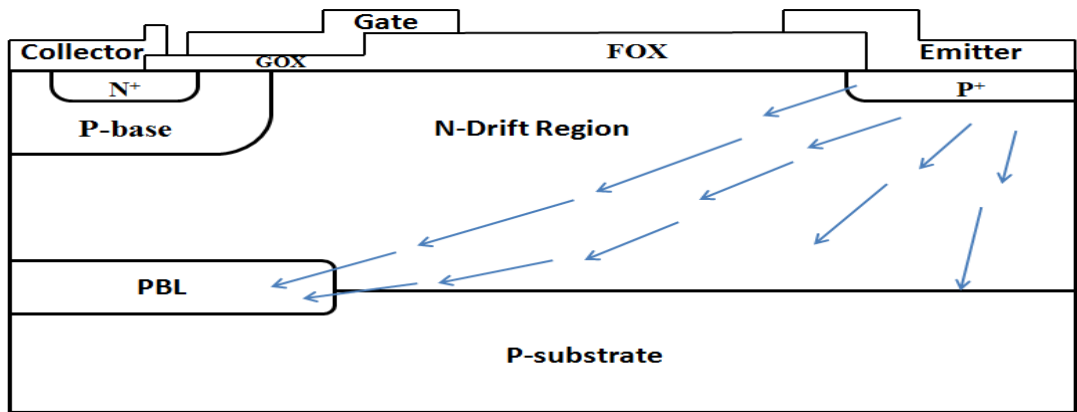 Gate
Collector
GOX
FOX
Emitter
N+
P+
P-base
N-Drift Region
PBL
P-substrate